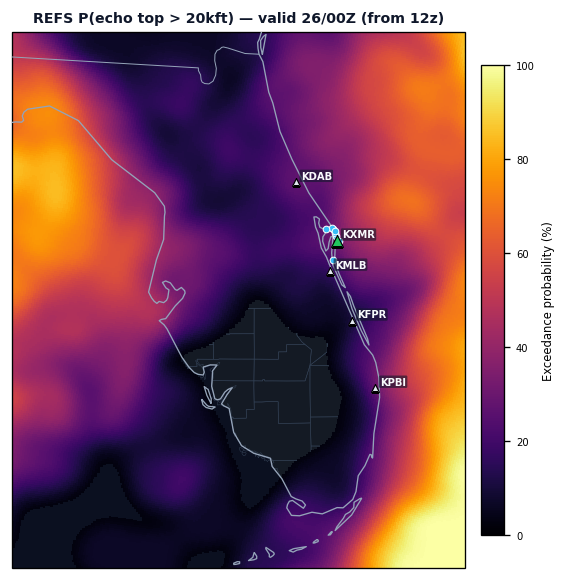 REFS P(echo top > 20kft) — valid 26/00Z (from 12z)
KDAB
KXMR
KMLB
KFPR
KPBI
100
80
60
40
20
0
Exceedance probability (%)